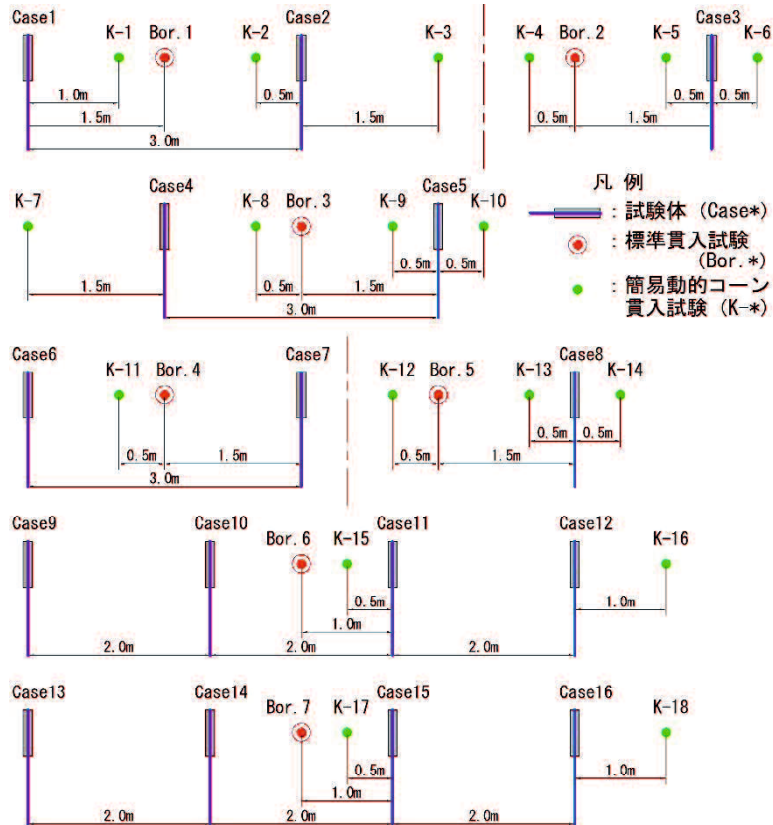 Case1 K-1 Bor.1 K-2 Case2 K-3 K-4 Bor.2 K-5 Case3 K-6
1.0m 0.5m 0.5m 0.5m
1.5m 1.5m 0.5m 1.5m
3.0m
K-7 Case4 K-8 Bor.3 K-9 Case5 K-10
0.5m 0.5m
1.5m 0.5m 1.5m
3.0m
凡 例
:試験体 (Case*)
:標準貫入試験
(Bor.*)
:簡易動的コーン
貫入試験 (K-*)
Case6 K-11 Bor.4 Case7 K-12 Bor.5 K-13 Case8 K-14
0.5m 0.5m
0.5m 1.5m 0.5m 1.5m
3.0m
Case9 Case10 Bor.6 K-15 Case11 Case12 K-16
0.5m 1.0m
1.0m
2.0m 2.0m 2.0m
Case13 Case14 Bor.7 K-17 Case15 Case16 K-18
0.5m 1.0m
1.0m
2.0m 2.0m 2.0m